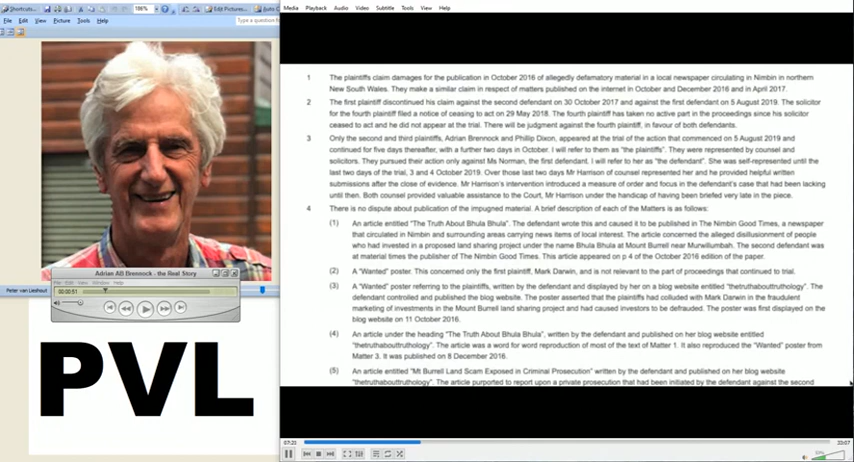 Shortcuts...
186%
Edit Pictures...
File Edit View Picture Tools Help
Type a question f
Media Playback Audio Video Subtitle Tools View Help
Peter van Lieshout
Adrian AB Brennock - the Real Story
File Edit View Window Help
00:00:51
PVL
1 The plaintiffs claim damages for the publication in October 2016 of allegedly defamatory material in a local newspaper circulating in Nimbin in northern
New South Wales. They make a similar claim in respect of matters published on the internet in October and December 2016 and in April 2017.
2 The first plaintiff discontinued his claim against the second defendant on 30 October 2017 and against the first defendant on 5 August 2019. The solicitor
for the fourth plaintiff filed a notice of ceasing to act on 29 May 2018. The fourth plaintiff has taken no active part in the proceedings since his solicitor
ceased to act and he did not appear at the trial. There will be judgment against the fourth plaintiff, in favour of both defendants.
3 Only the second and third plaintiffs, Adrian Brennock and Phillip Dixon, appeared at the trial of the action that commenced on 5 August 2019 and
continued for five days thereafter, with a further two days in October. I will refer to them as "the plaintiffs". They were represented by counsel and
solicitors. They pursued their action only against Ms Norman, the first defendant, I will refer to her as "the defendant". She was self-represented until the
last two days of the trial, 3 and 4 October 2019. Over those last two days Mr Harrison of counsel represented her and he provided helpful written
submissions after the close of evidence. Mr Harrison's intervention introduced a measure of order and focus in the defendant's case that had been lacking
until then. Both counsel provided valuable assistance to the Court, Mr Harrison under the handicap of having been briefed very late in the piece.
4 There is no dispute about publication of the impugned material. A brief description of each of the Matters is as follows:
(1) An article entitled "The Truth About Bhula Bhula". The defendant wrote this and caused it to be published in The Nimbin Good Times, a newspaper
that circulated in Nimbin and surrounding areas carrying news items of local interest. The article concerned the alleged disillusionment of people
who had invested in a proposed land sharing project under the name Bhula Bhula at Mount Burrell near Murwillumbah. The second defendant was
at material times the publisher of The Nimbin Good Times. This article appeared on p 4 of the October 2016 edition of the paper.
(2) A "Wanted" poster. This concerned only the first plaintiff, Mark Darwin, and is not relevant to the part of proceedings that continued to trial.
(3) A "Wanted" poster referring to the plaintiffs, written by the defendant and displayed by her on a blog website entitled "thetruthabouttruthology". The
defendant controlled and published the blog website. The poster asserted that the plaintiffs had colluded with Mark Darwin in the fraudulent
marketing of investments in the Mount Burrell land sharing project and had caused investors to be defrauded. The poster was first displayed on the
blog website on 11 October 2016.
(4) An article under the heading "The Truth About Bhula Bhula", written by the defendant and published on her blog website entitled
"thetruthabouttruthology". The article was a word for word reproduction of most of the text of Matter 1. It also reproduced the "Wanted" poster from
Matter 3. It was published on 8 December 2016.
(5) An article entitled "Mt Burrell Land Scam Exposed in Criminal Prosecution" written by the defendant and published on her blog website
"thetruthabouttruthology". The article purported to report upon a private prosecution that had been initiated by the defendant against the second